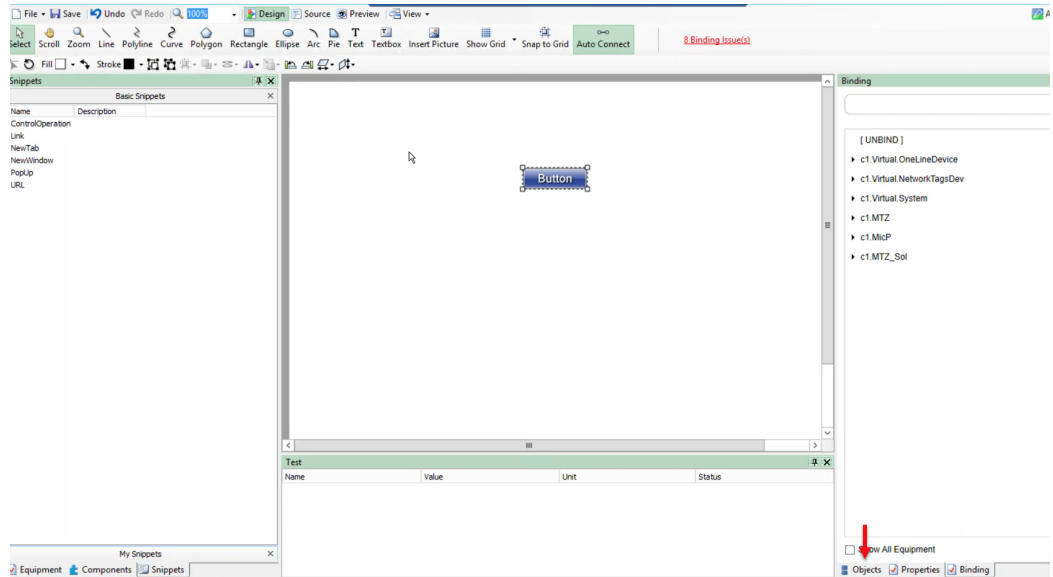 File Save Undo Redo 100% Design Source Preview View
Select Scroll Zoom Line Polyline Curve Polygon Rectangle Ellipse Arc Pie Text Textbox Insert Picture Show Grid Snap to Grid Auto Connect 8 Binding Issue(s)
Fill Stroke
Snippets
Basic Snippets
Name Description
ControlOperation
Link
NewTab
NewWindow
PopUp
URL
My Snippets
Equipment Components Snippets
Button
Test
Name Value Unit Status
Binding
[ UNBIND ]
c1.Virtual.OneLineDevice
c1.Virtual.NetworkTagsDev
c1.Virtual.System
c1.MTZ
c1.MicP
c1.MTZ_Sol
Show All Equipment
Objects Properties Binding